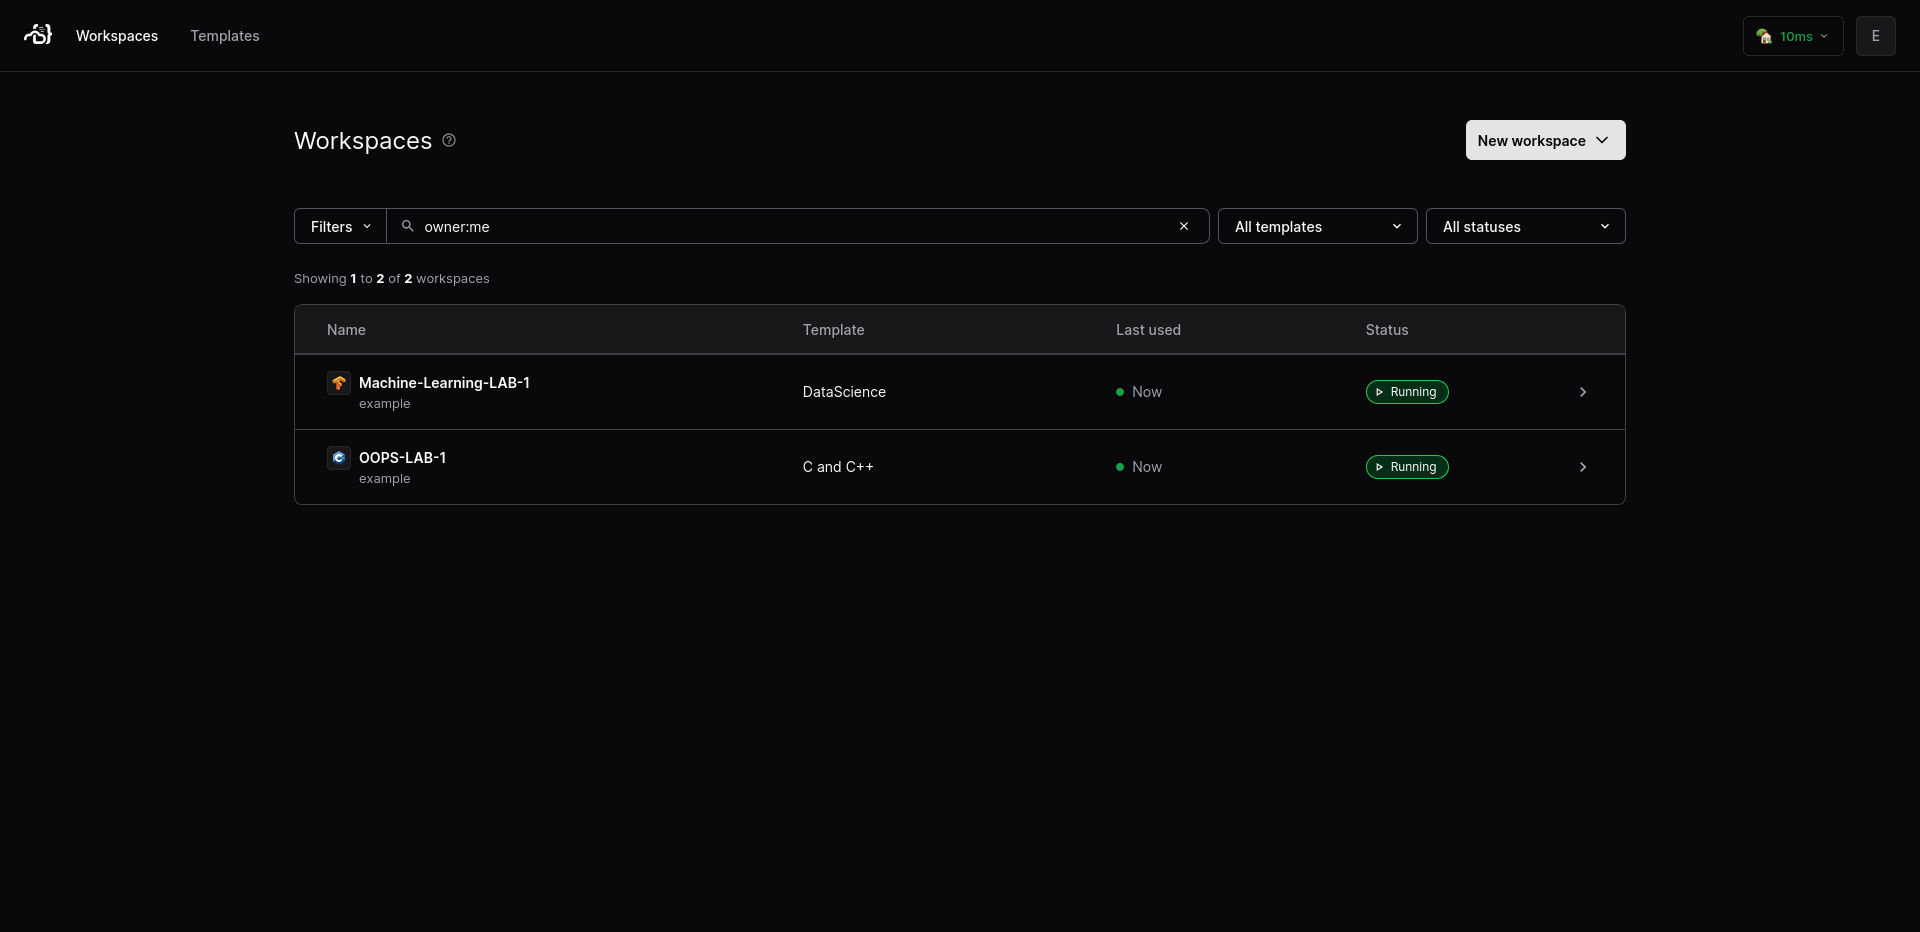 Workspaces Templates 10ms E
Workspaces
New workspace
Filters owner:me All templates All statuses
Showing 1 to 2 of 2 workspaces
Name Template Last used Status
Machine-Learning-LAB-1
example
DataScience Now Running
OOPS-LAB-1
example
C and C++ Now Running